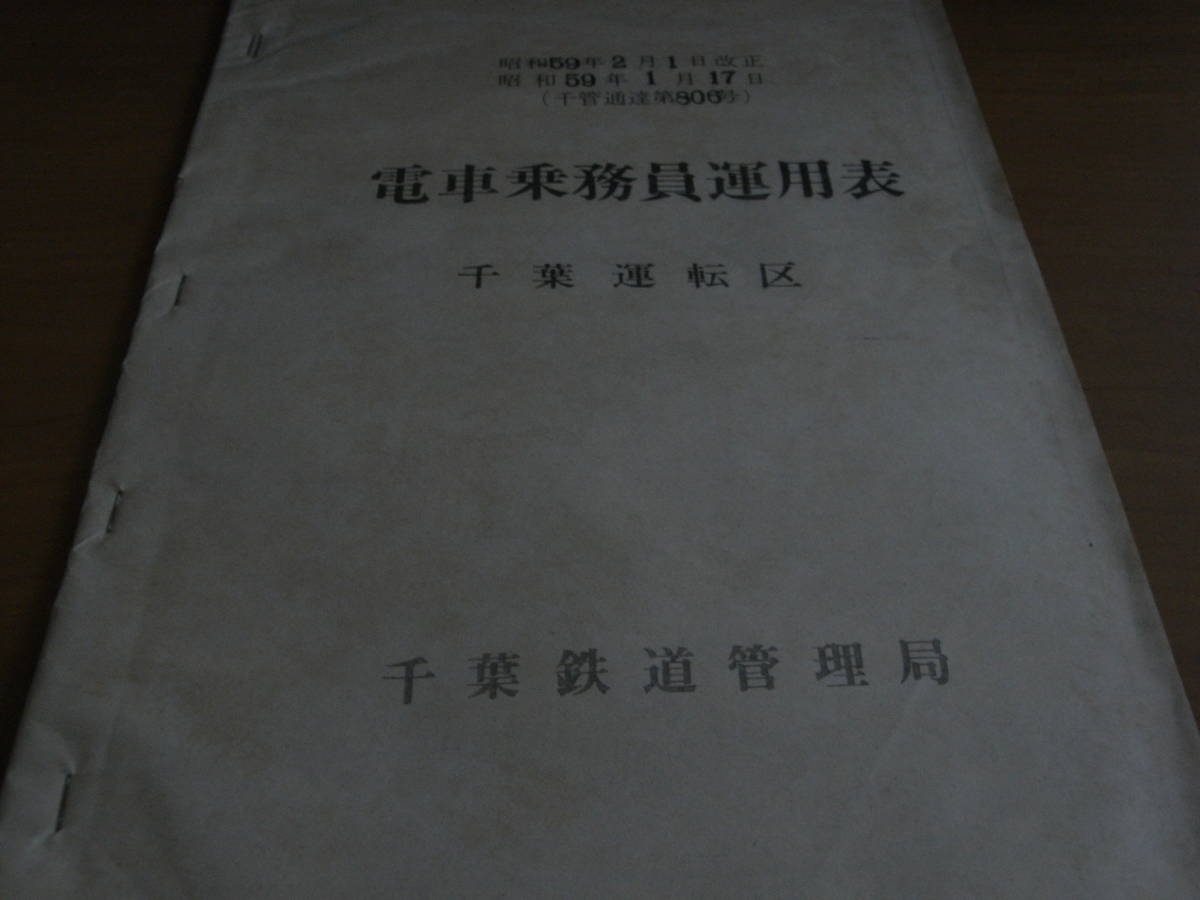 昭和59年2月1日改正
昭和59年1月17日
(千管通達第806号)
電車乗務員運用表
千葉運転区
千葉鉄道管理局